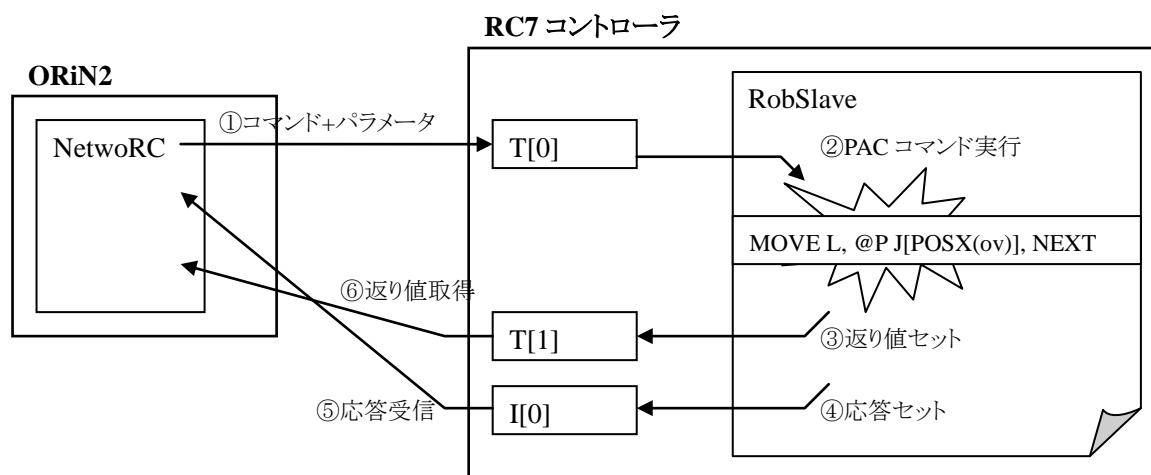 RC7 コントローラ
ORiN2
RobSlave
①コマンド+パラメータ
NetwoRC
T[0]
②PAC コマンド実行
MOVE L, @P J[POSX(ov)], NEXT
⑥返り値取得
T[1]
③返り値セット
⑤応答受信
I[0]
④応答セット